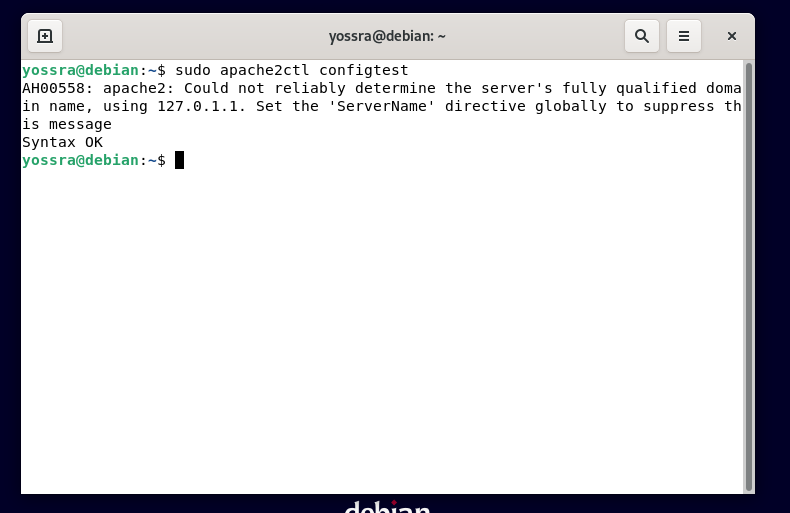 yossra@debian: ~
yossra@debian:~$ sudo apache2ctl configtest
AH00558: apache2: Could not reliably determine the server's fully qualified doma
in name, using 127.0.1.1. Set the 'ServerName' directive globally to suppress th
is message
Syntax OK
yossra@debian:~$
debian